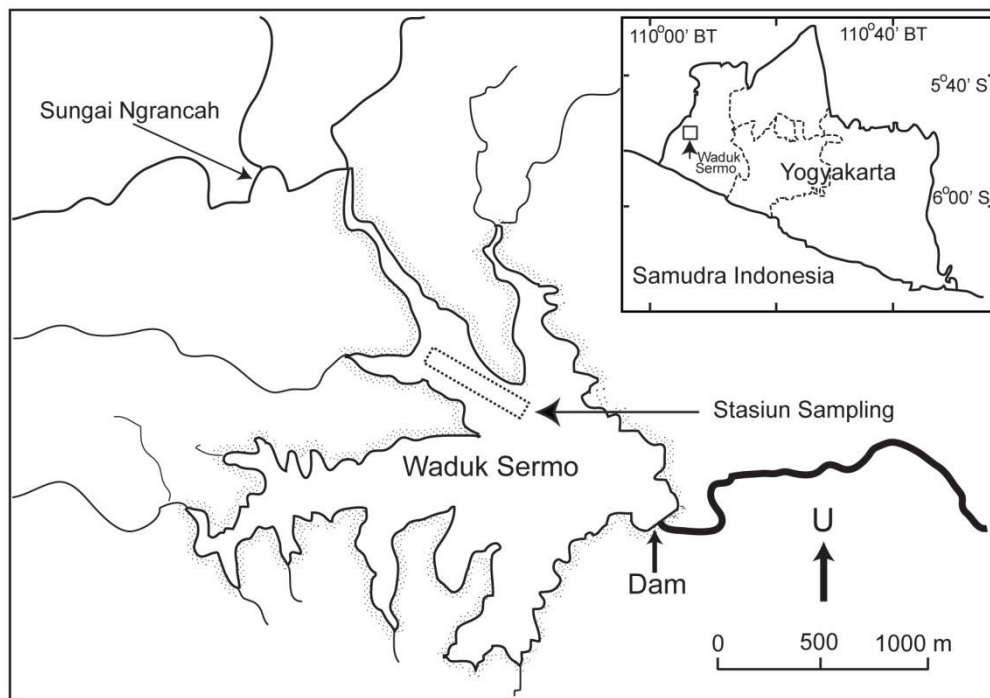 110°00' BT
110°40' BT
5°40' S
Sungai Ngrancah
Waduk
Sermo
Yogyakarta
6°00' S
Samudra Indonesia
Stasiun Sampling
Waduk Sermo
U
Dam
0 500 1000 m